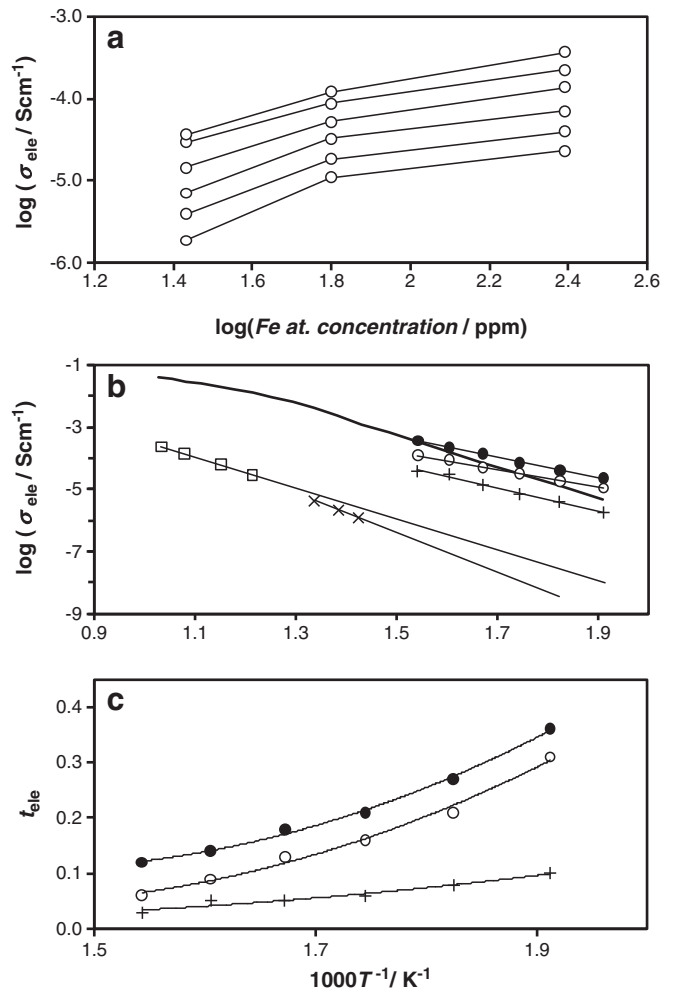 a
-3.0
-4.0
-5.0
-6.0
log ( σ ele / Scm-1)
1.2 1.4 1.6 1.8 2 2.2 2.4 2.6
log(Fe at. concentration / ppm)
b
-1
-3
-5
-7
-9
log ( σ ele / Scm-1)
0.9 1.1 1.3 1.5 1.7 1.9
c
0.4
0.3
0.2
0.1
0.0
tele
1.5 1.7 1.9
1000T -1/ K-1